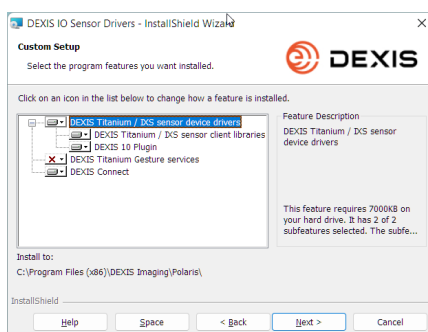 DEXIS IO Sensor Drivers - InstallShield Wizard
Custom Setup
Select the program features you want installed.
DEXIS
Click on an icon in the list below to change how a feature is installed.
DEXIS Titanium / IXS sensor device drivers
DEXIS Titanium / IXS sensor client libraries
DEXIS 10 Plugin
DEXIS Titanium Gesture services
DEXIS Connect
Feature Description
DEXIS Titanium / IXS sensor
device drivers
This feature requires 7000KB on
your hard drive. It has 2 of 2
subfeatures selected. The subfe...
Install to:
C:\Program Files (x86)\DEXIS Imaging\Polaris\
InstallShield
Help
Space
< Back
Next >
Cancel